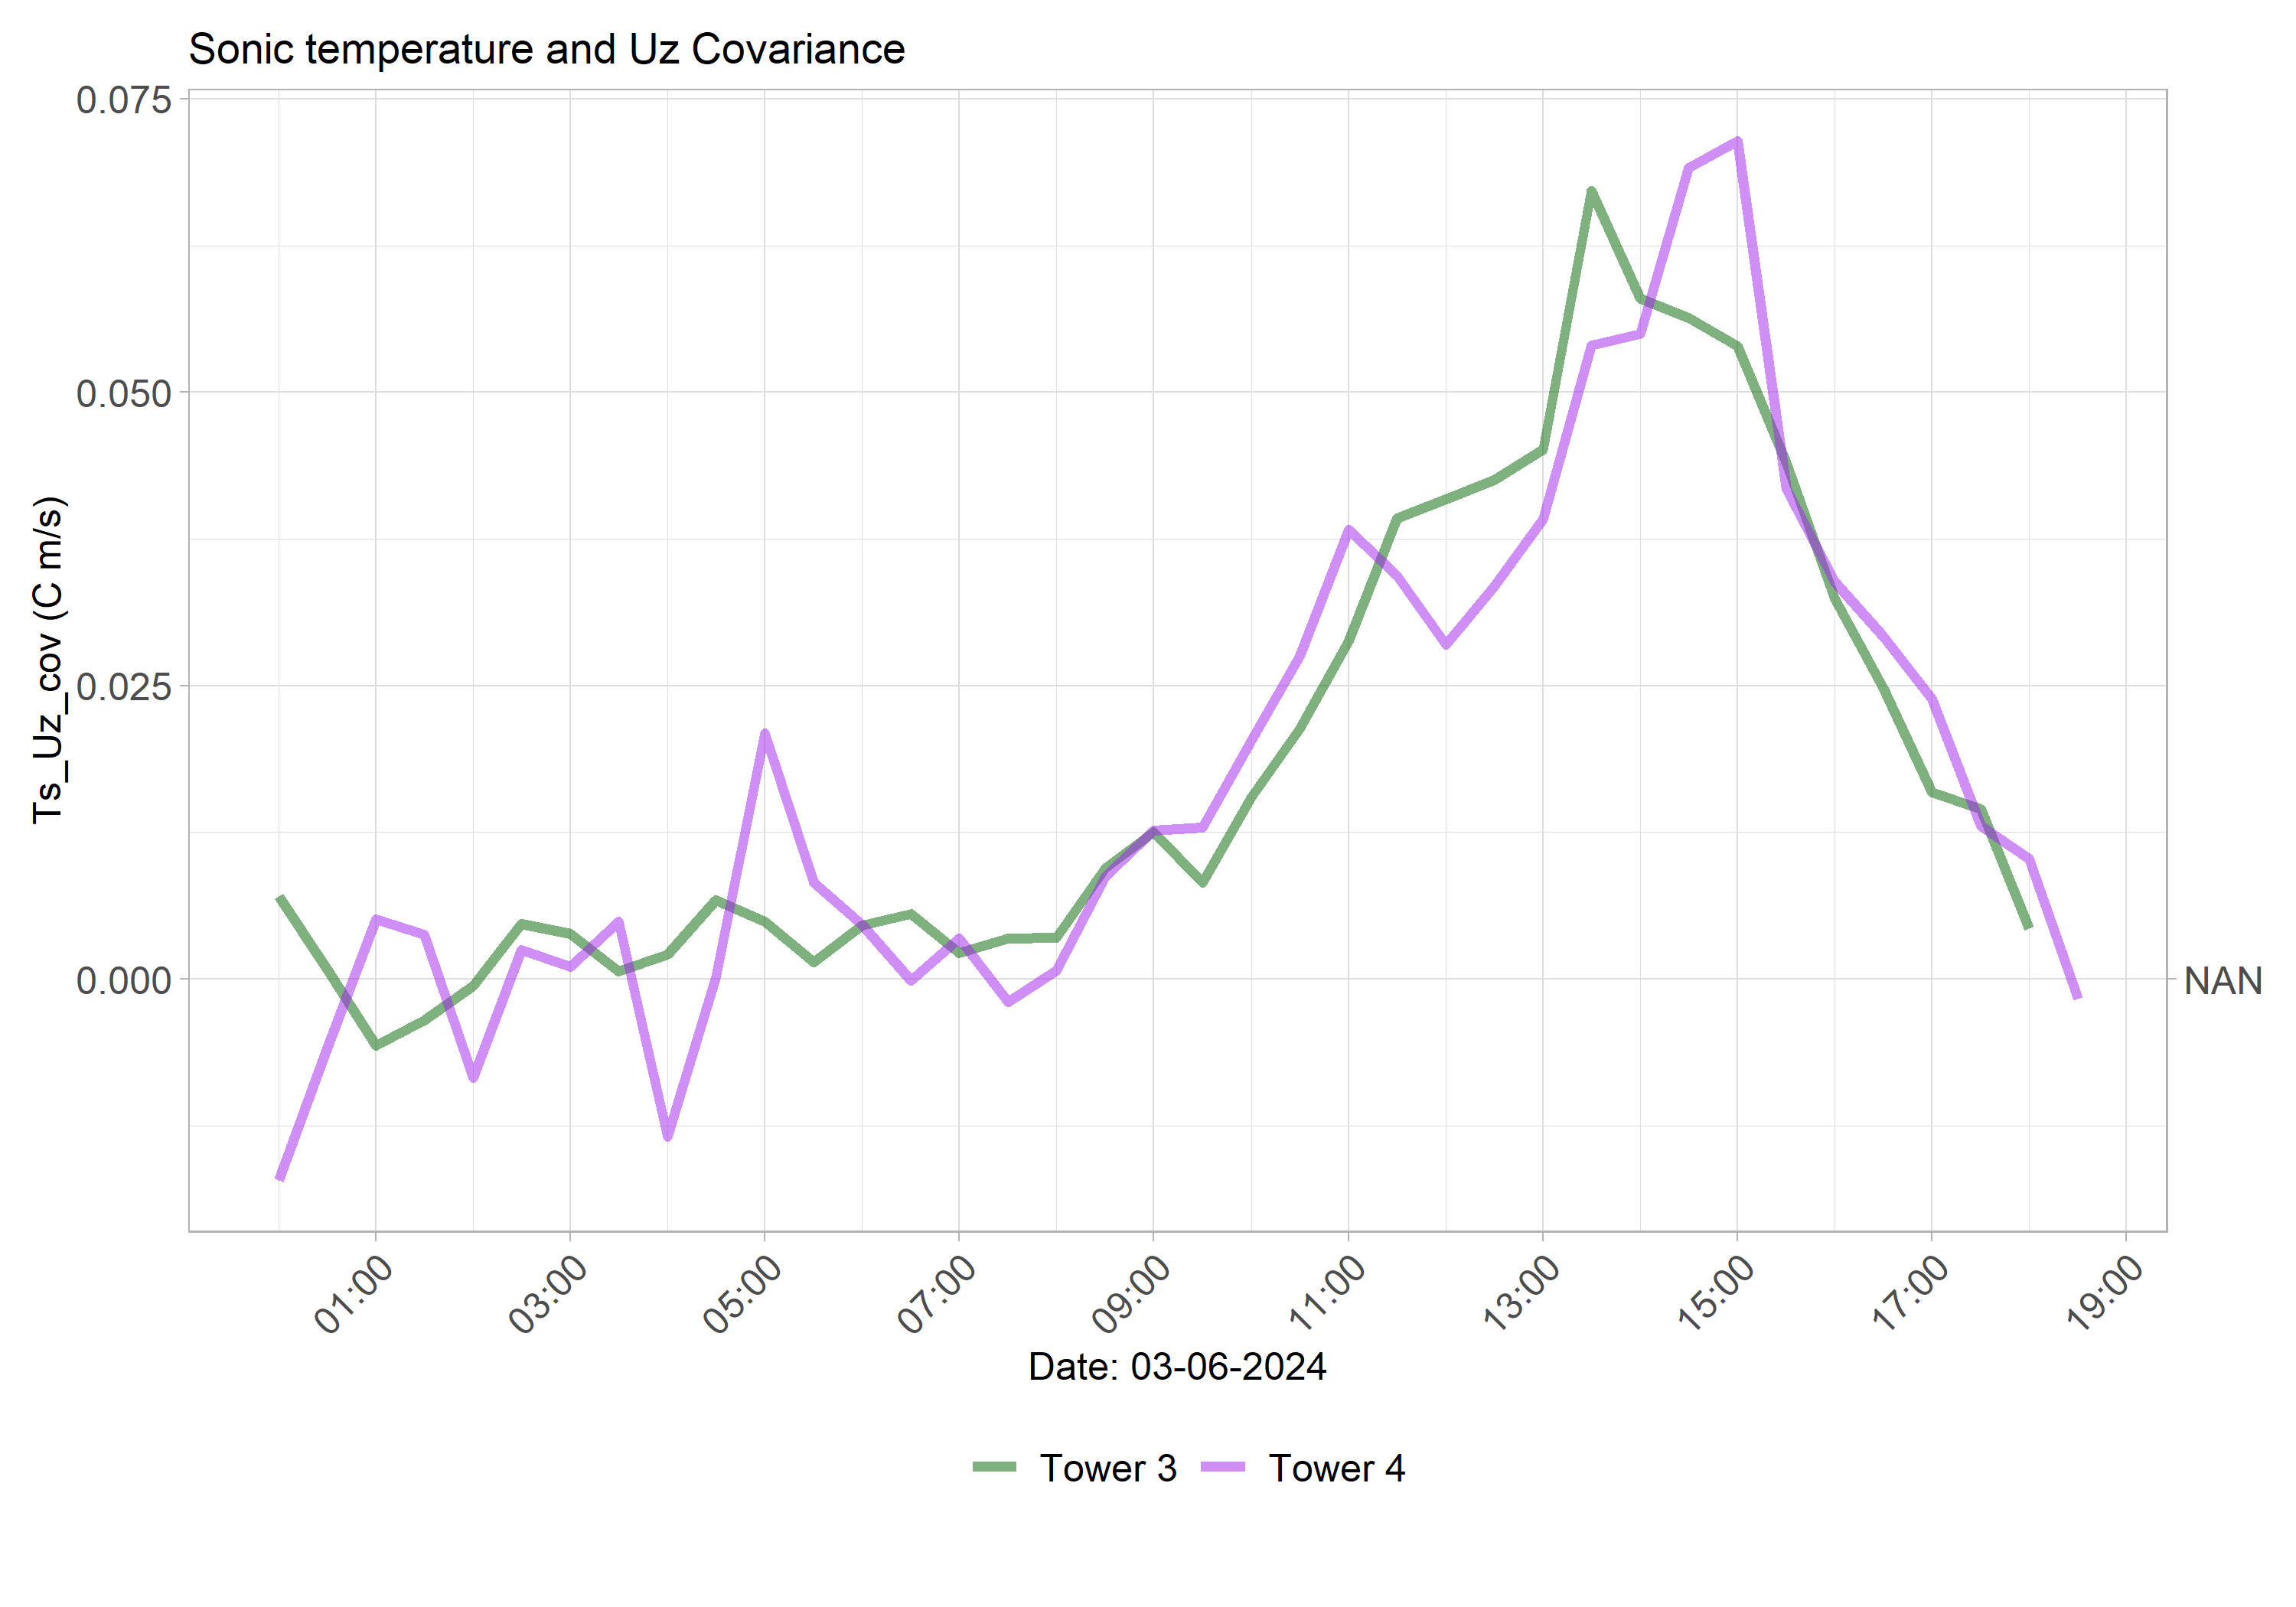 Sonic temperature and Uz Covariance
0.075
0.050
0.025
0.000
Ts_Uz_cov (C m/s)
NAN
01:00
03:00
05:00
07:00
09:00
11:00
13:00
15:00
17:00
19:00
Date: 03-06-2024
Tower 3
Tower 4